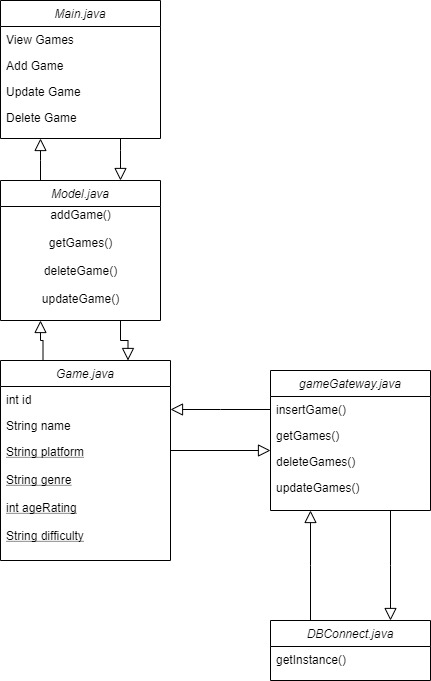 Main.java
View Games
Add Game
Update Game
Delete Game
Model.java
addGame()
getGames()
deleteGame()
updateGame()
Game.java
int id
String name
String platform
String genre
int ageRating
String difficulty
gameGateway.java
insertGame()
getGames()
deleteGames()
updateGames()
DBConnect.java
getInstance()